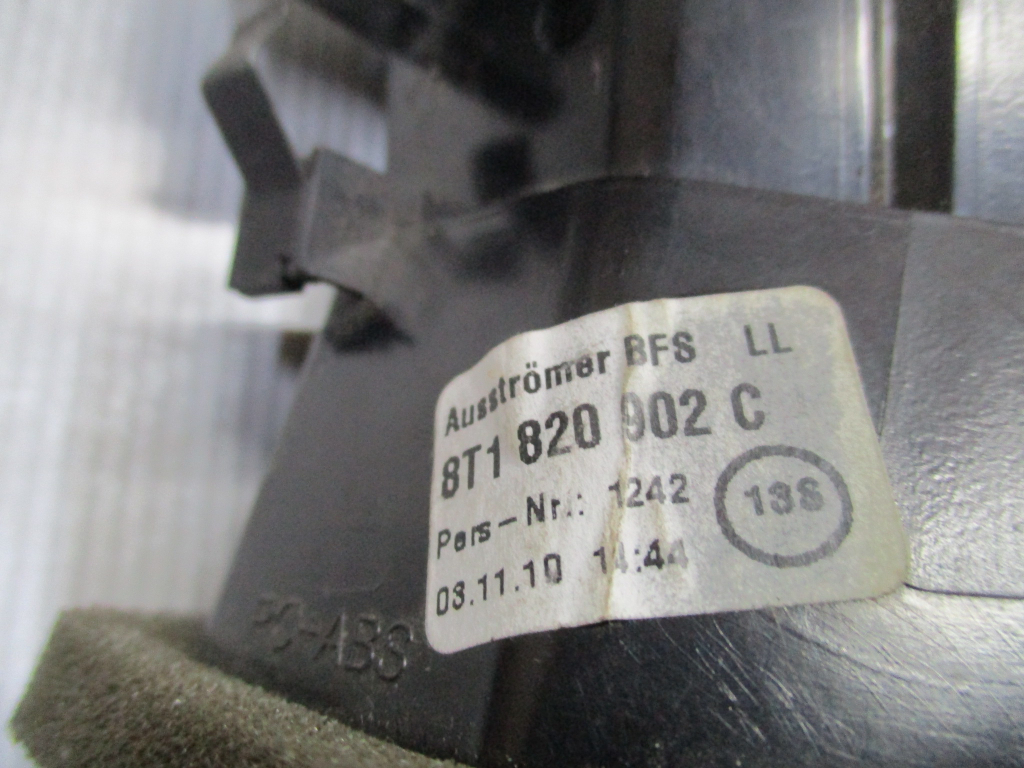 Ausströmer BFS LL
8T1 820 902 C
Pers-Nr.: 1242
138
03.11.10 14:44
PC-ABS